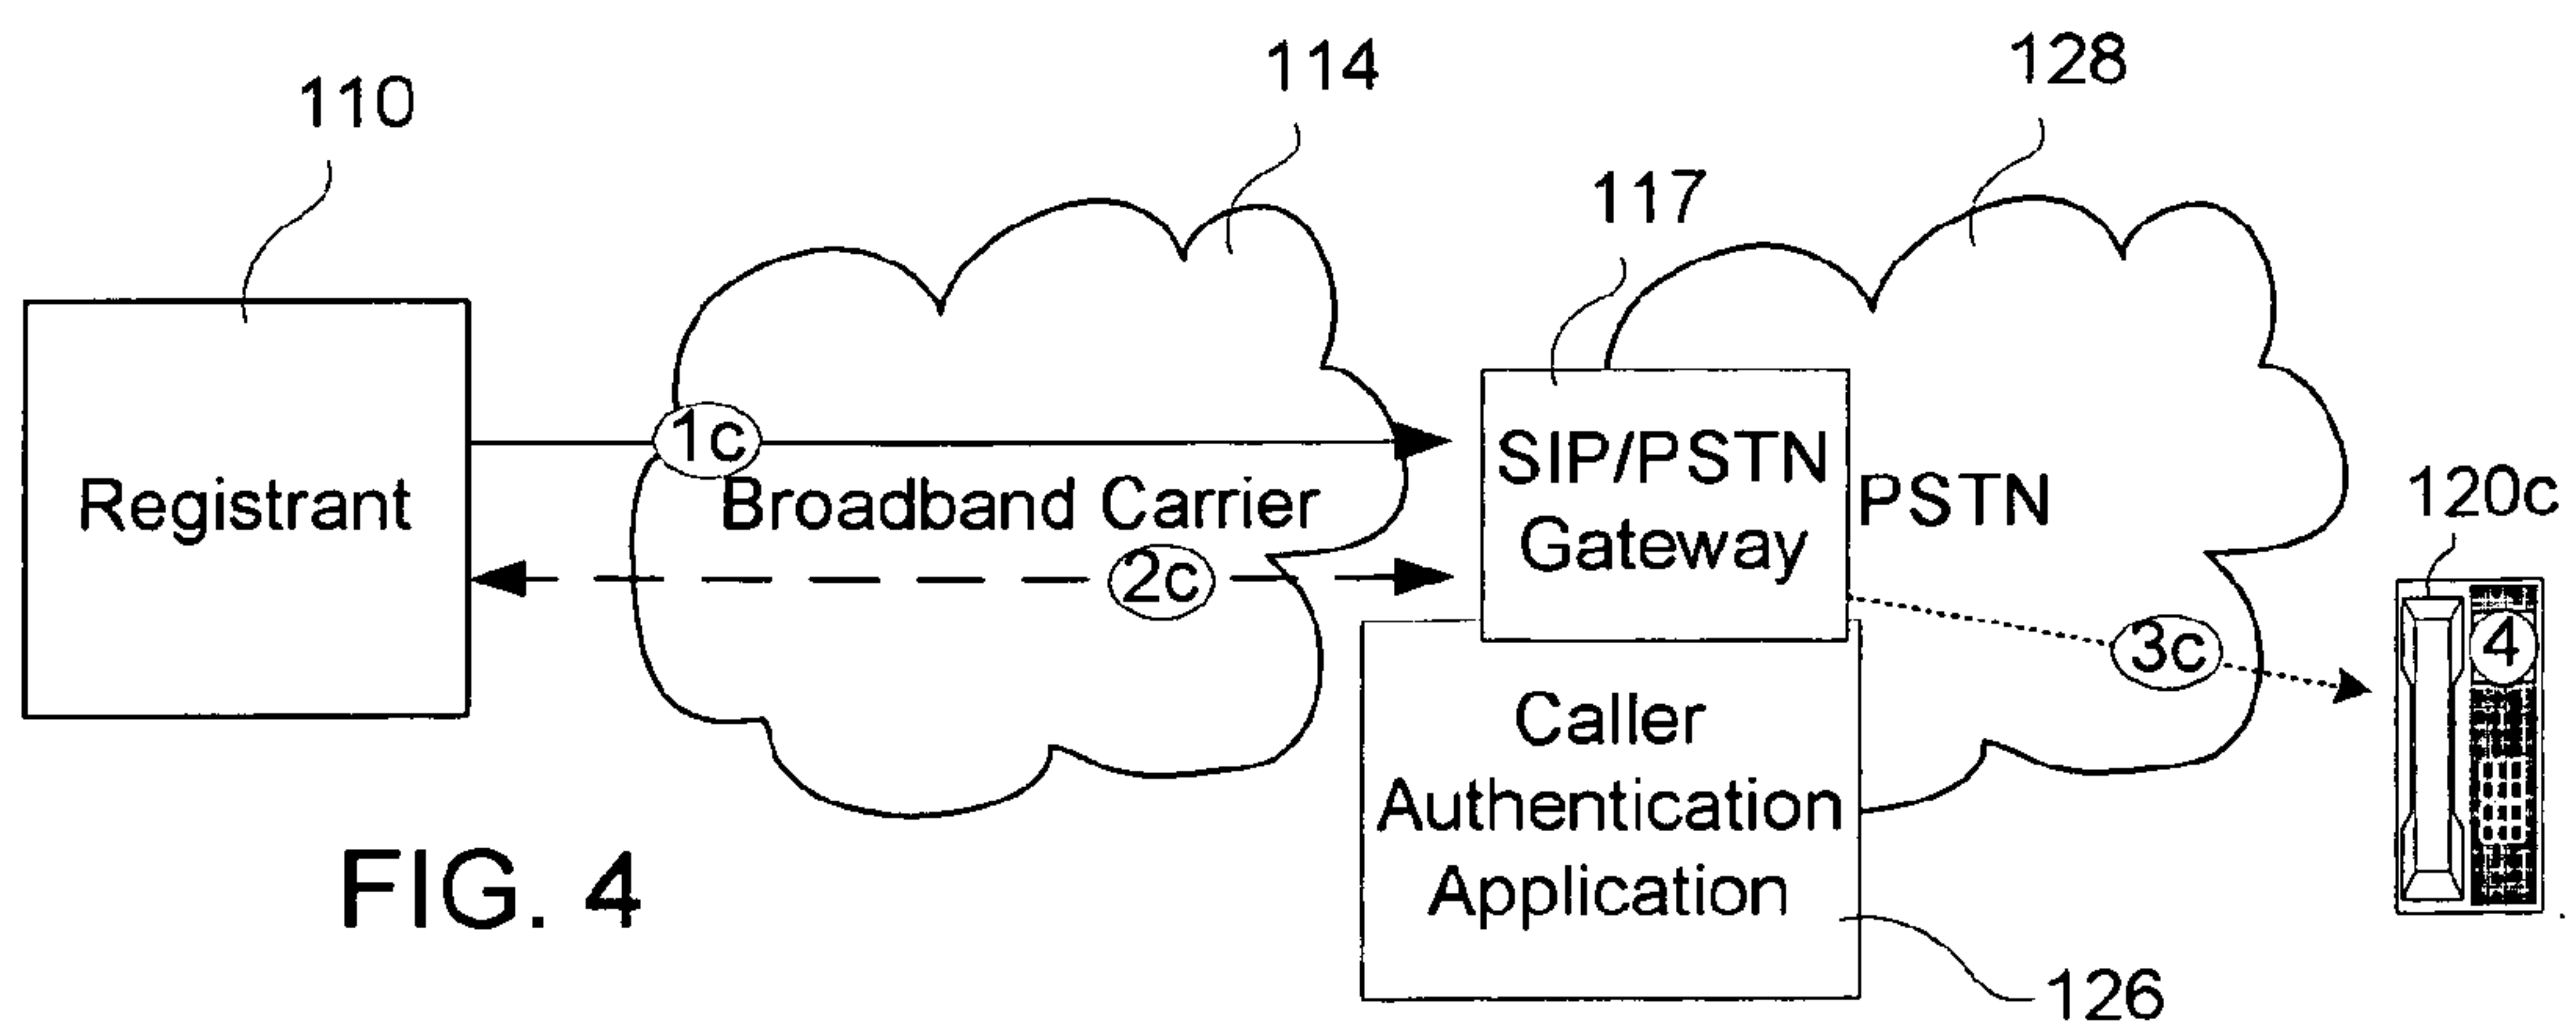 110
114
128
117
120c
Registrant
1c
Broadband Carrier
2c
SIP/PSTN
Gateway
PSTN
3c
4
Caller
Authentication
Application
126
FIG. 4